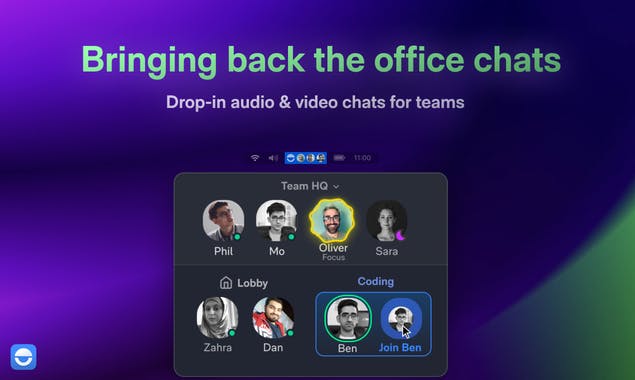 Bringing back the office chats
Drop-in audio & video chats for teams
11:00
Team HQ
Phil Mo Oliver Sara
Focus
Lobby Coding
Zahra Dan Ben Join Ben